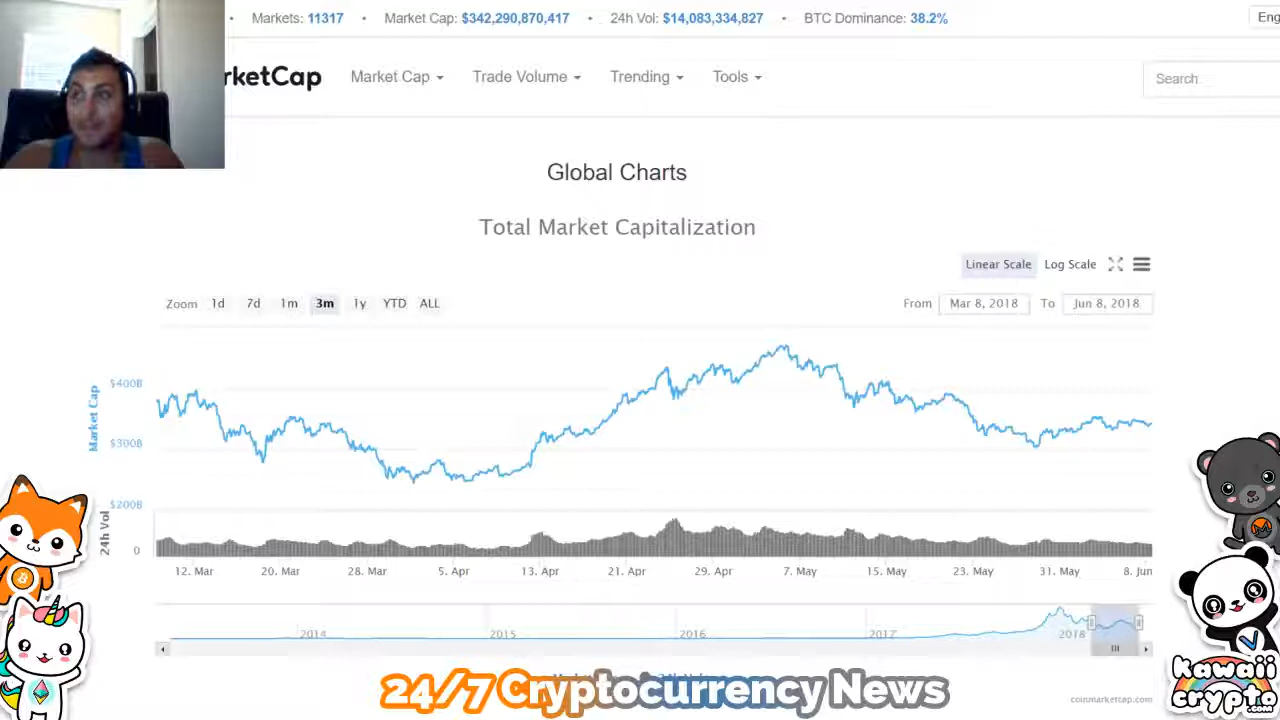 Markets: 11317 • Market Cap: $342,290,870,417 • 24h Vol: $14,083,334,827 • BTC Dominance: 38.2%
Eng
rketCap
Market Cap
Trade Volume
Trending
Tools
Search
Global Charts
Total Market Capitalization
Linear Scale
Log Scale
Zoom 1d 7d 1m 3m 1y YTD ALL
From Mar 8, 2018 To Jun 8, 2018
$400B
$300B
$200B
0
Market Cap
24h Vol
12. Mar 20. Mar 28. Mar 5. Apr 13. Apr 21. Apr 29. Apr 7. May 15. May 23. May 31. May 8. Jun
2014 2015 2016 2017 2018
24/7 Cryptocurrency News
coinmarketcap.com
kawaii
crypto
.com